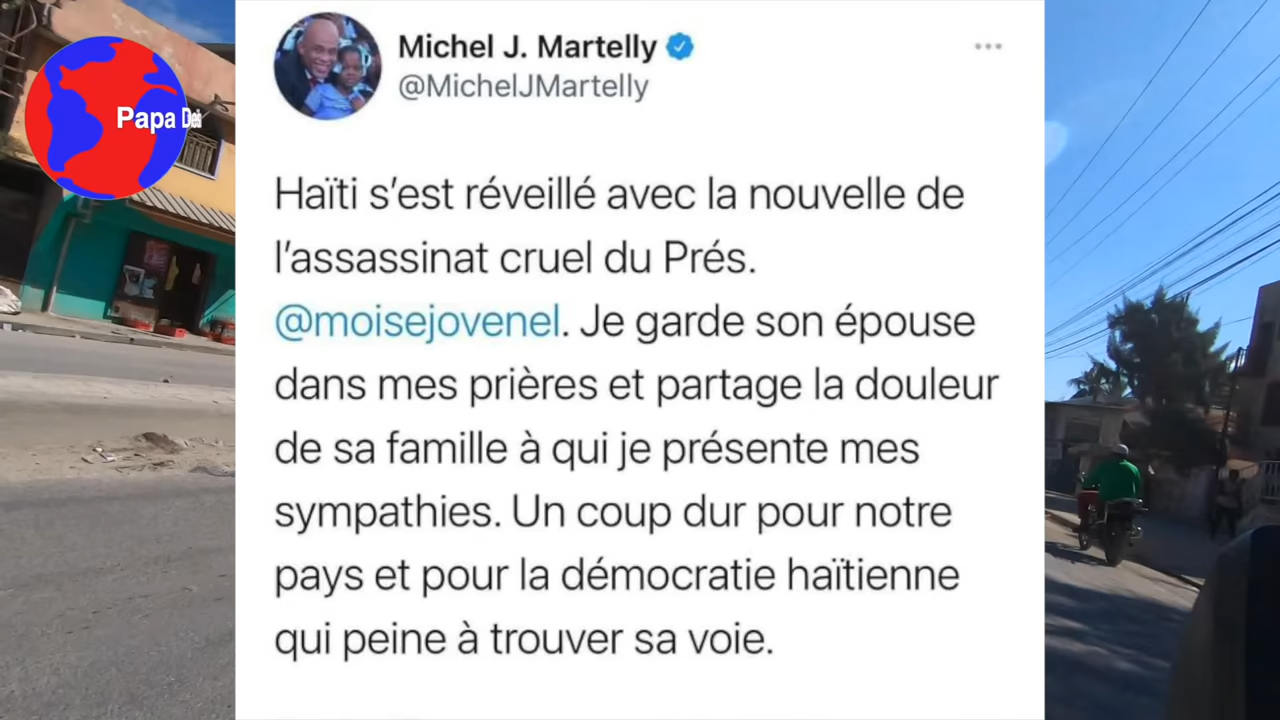 Papa
Michel J. Martelly
@MichelJMartelly
Haïti s’est réveillé avec la nouvelle de
l’assassinat cruel du Prés.
@moisejovenel. Je garde son épouse
dans mes prières et partage la douleur
de sa famille à qui je présente mes
sympathies. Un coup dur pour notre
pays et pour la démocratie haïtienne
qui peine à trouver sa voie.